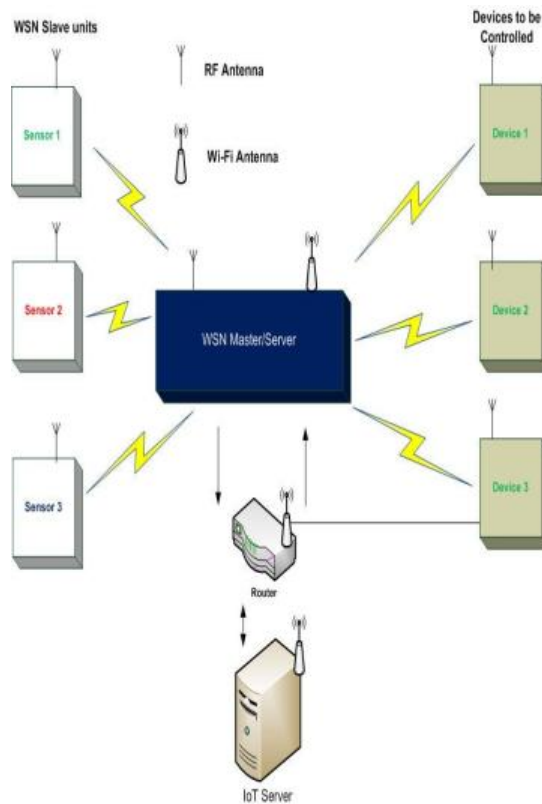 WSN Slave units
Devices to be
Controlled
RF Antenna
Wi-Fi Antenna
Sensor 1
Device 1
Sensor 2
WSN Master/Server
Device 2
Sensor 3
Device 3
Router
IoT Server